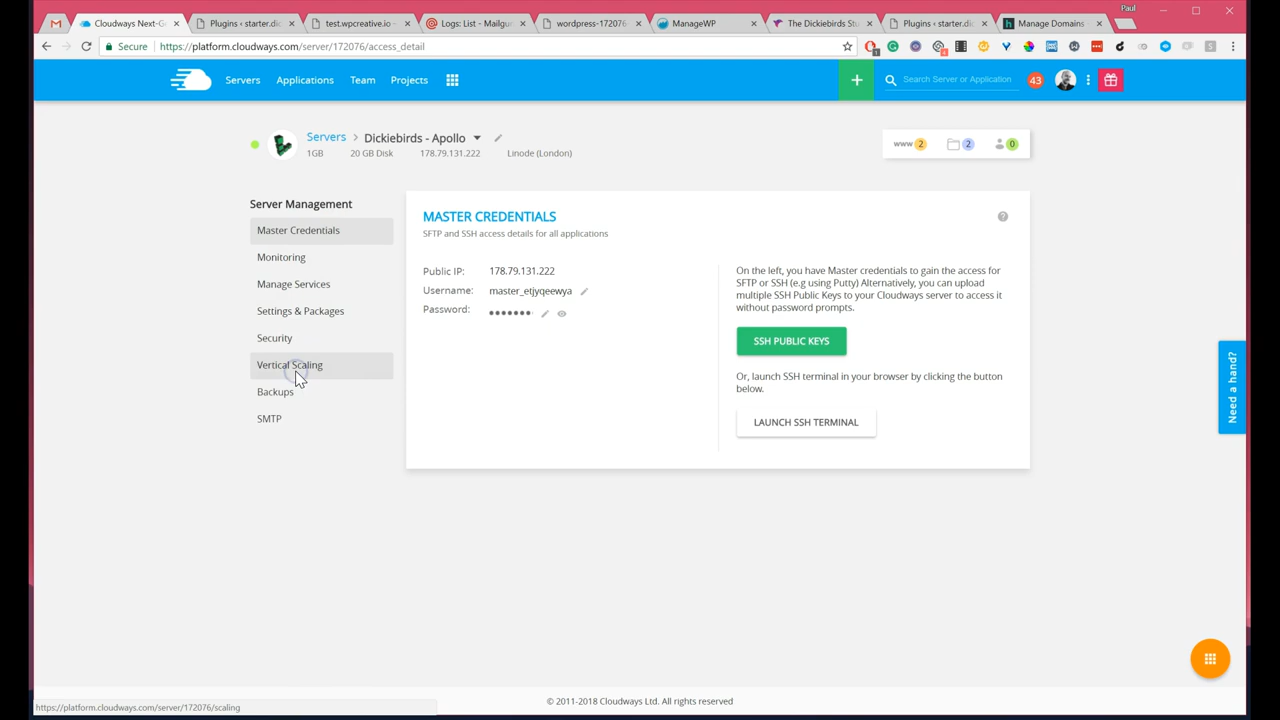 Paul
Cloudways Next-G
Plugins ‹ starter.dic
test.wpcreative.io –
Logs: List - Mailgu
wordpress-172076-
ManageWP
The Dickiebirds Stu
Plugins ‹ starter.dic
Manage Domains
Secure
https://platform.cloudways.com/server/172076/access_detail
Servers
Applications
Team
Projects
+
Search Server or Application
43
Servers > Dickiebirds - Apollo
1GB
20 GB Disk
178.79.131.222
Linode (London)
www 2
2
0
Server Management
Master Credentials
Monitoring
Manage Services
Settings & Packages
Security
Vertical Scaling
Backups
SMTP
MASTER CREDENTIALS
SFTP and SSH access details for all applications
?
Public IP: 178.79.131.222
Username: master_etjyqeewya
Password: •••••••
On the left, you have Master credentials to gain the access for
SFTP or SSH (e.g using Putty) Alternatively, you can upload
multiple SSH Public Keys to your Cloudways server to access it
without password prompts.
SSH PUBLIC KEYS
Or, launch SSH terminal in your browser by clicking the button
below.
LAUNCH SSH TERMINAL
Need a hand?
© 2011-2018 Cloudways Ltd. All rights reserved
https://platform.cloudways.com/server/172076/scaling